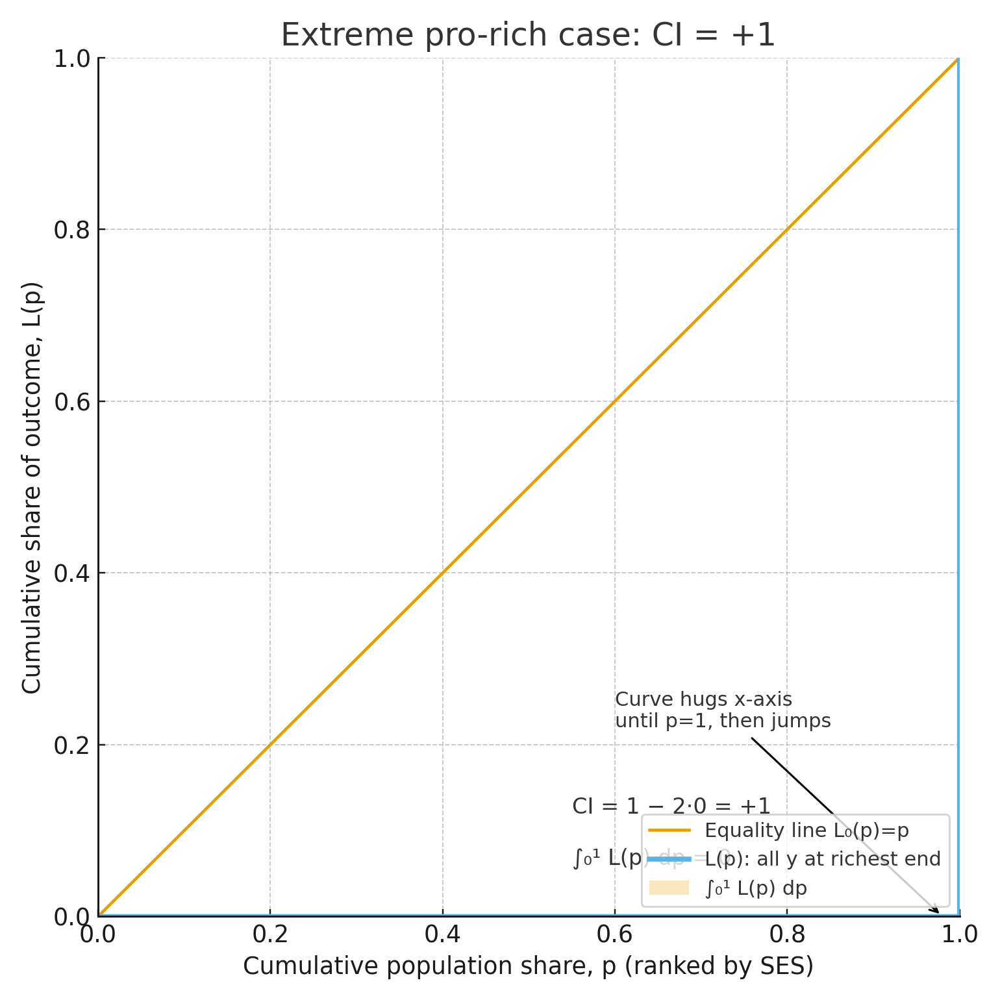 Extreme pro-rich case: CI = +1
1.0
0.8
0.6
0.4
0.2
0.0
Cumulative share of outcome, L(p)
Curve hugs x-axis
until p=1, then jumps
CI = 1 − 2·0 = +1
∫₀¹ L(p) dp = 0
Equality line L₀(p)=p
L(p): all y at richest end
∫₀¹ L(p) dp
0.0 0.2 0.4 0.6 0.8 1.0
Cumulative population share, p (ranked by SES)